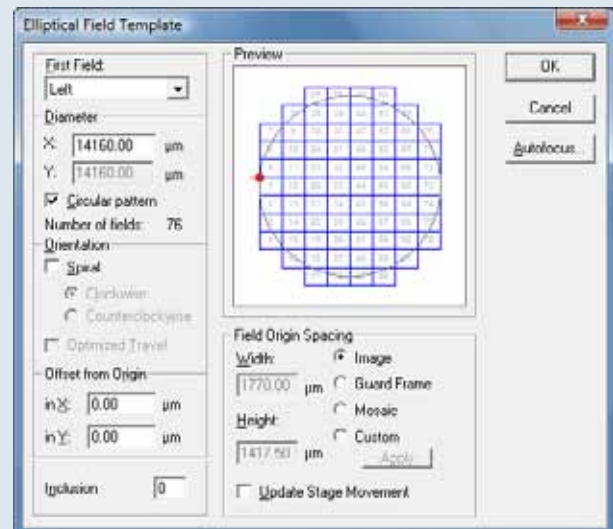 Elliptical Field Template
First Field:
Left
Diameter
X: 14160.00 µm
Y: 14160.00 µm
Circular pattern
Number of fields: 76
Orientation
Spiral
Clockwise
Counterclockwise
Optimized Travel
Offset from Origin
in X: 0.00 µm
in Y: 0.00 µm
Inclusion 0
Preview
Field Origin Spacing
Width:
1770.00 µm
Height:
1417.50 µm
Image
Guard Frame
Mosaic
Custom
Apply
Update Stage Movement
OK
Cancel
Autofocus...